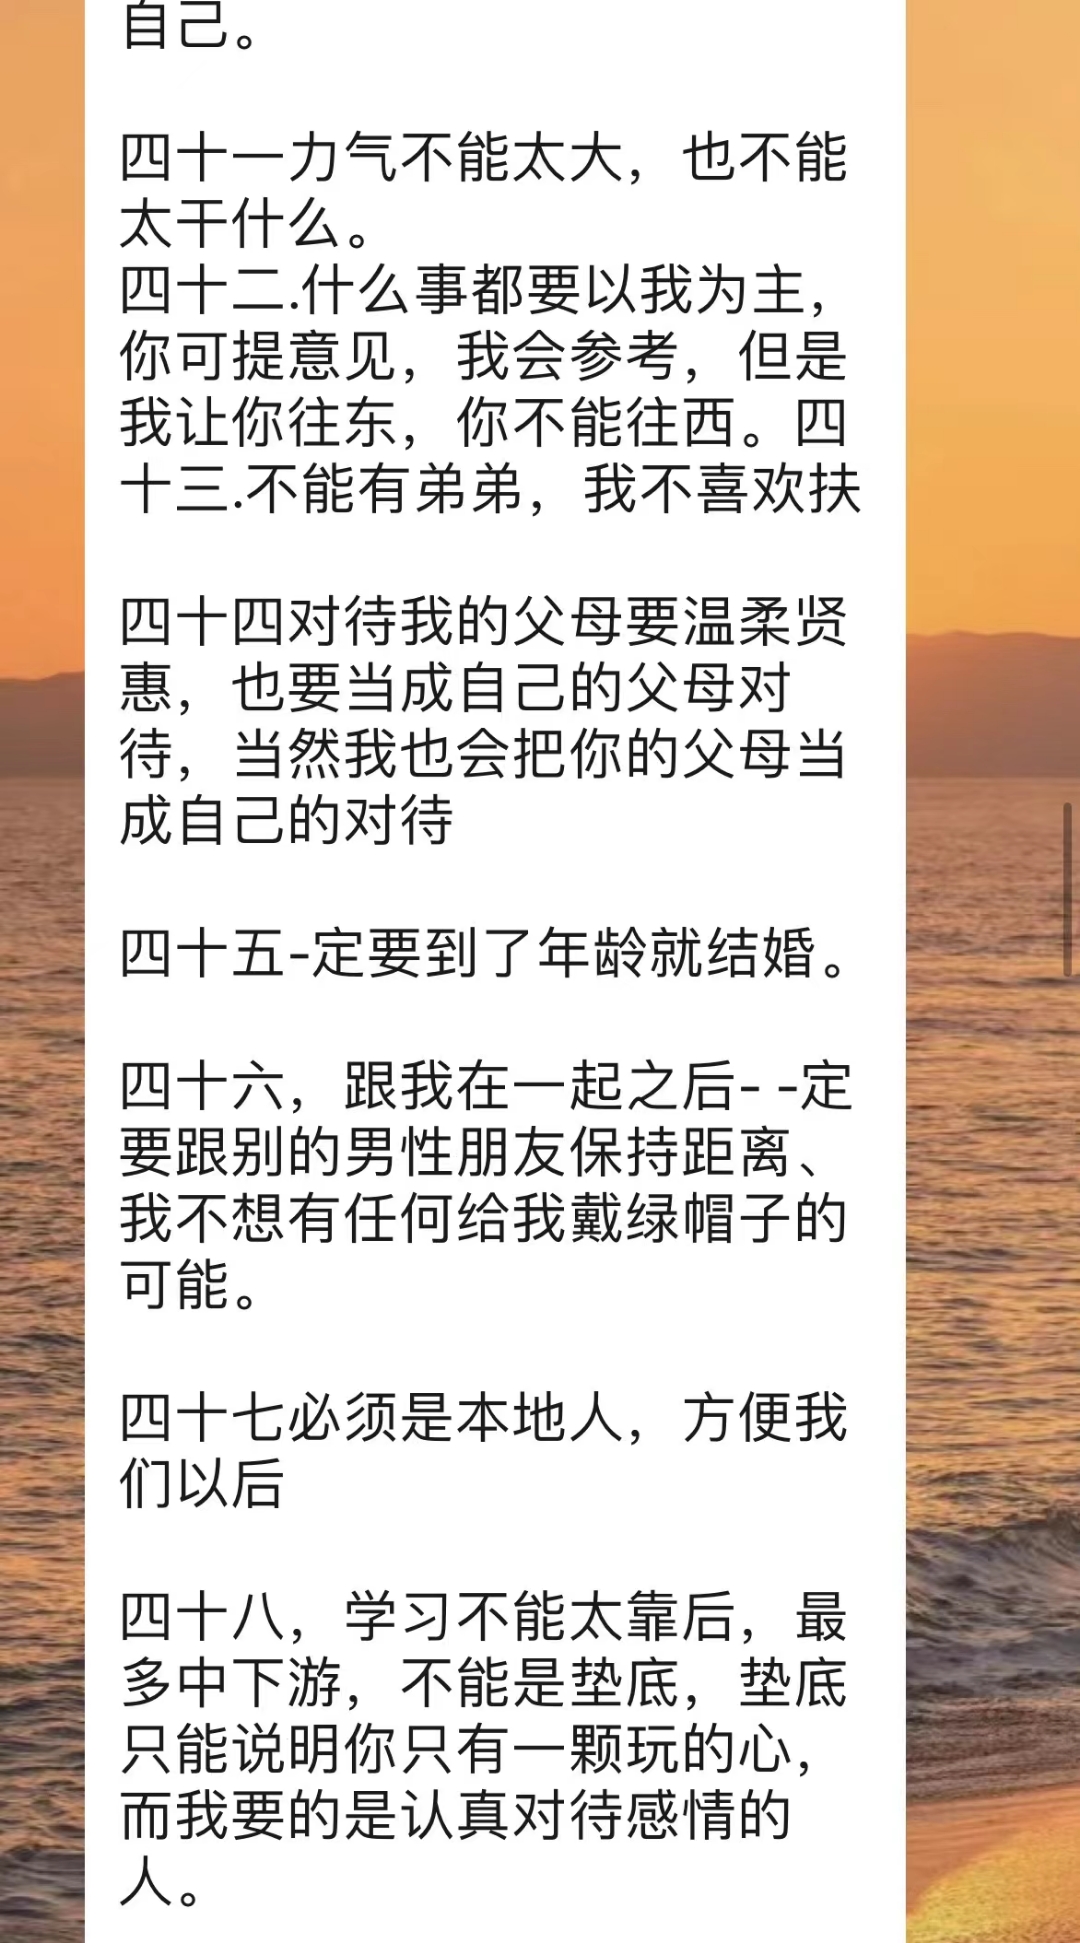 自己。
四十一力气不能太大，也不能
太干什么。
四十二.什么事都要以我为主，
你可提意见，我会参考，但是
我让你往东，你不能往西。四
十三.不能有弟弟，我不喜欢扶
四十四对待我的父母要温柔贤
惠，也要当成自己的父母对
待，当然我也会把你的父母当
成自己的对待
四十五-定要到了年龄就结婚。
四十六，跟我在一起之后- -定
要跟别的男性朋友保持距离、
我不想有任何给我戴绿帽子的
可能。
四十七必须是本地人，方便我
们以后
四十八，学习不能太靠后，最
多中下游，不能是垫底，垫底
只能说明你只有一颗玩的心，
而我要的是认真对待感情的
人。